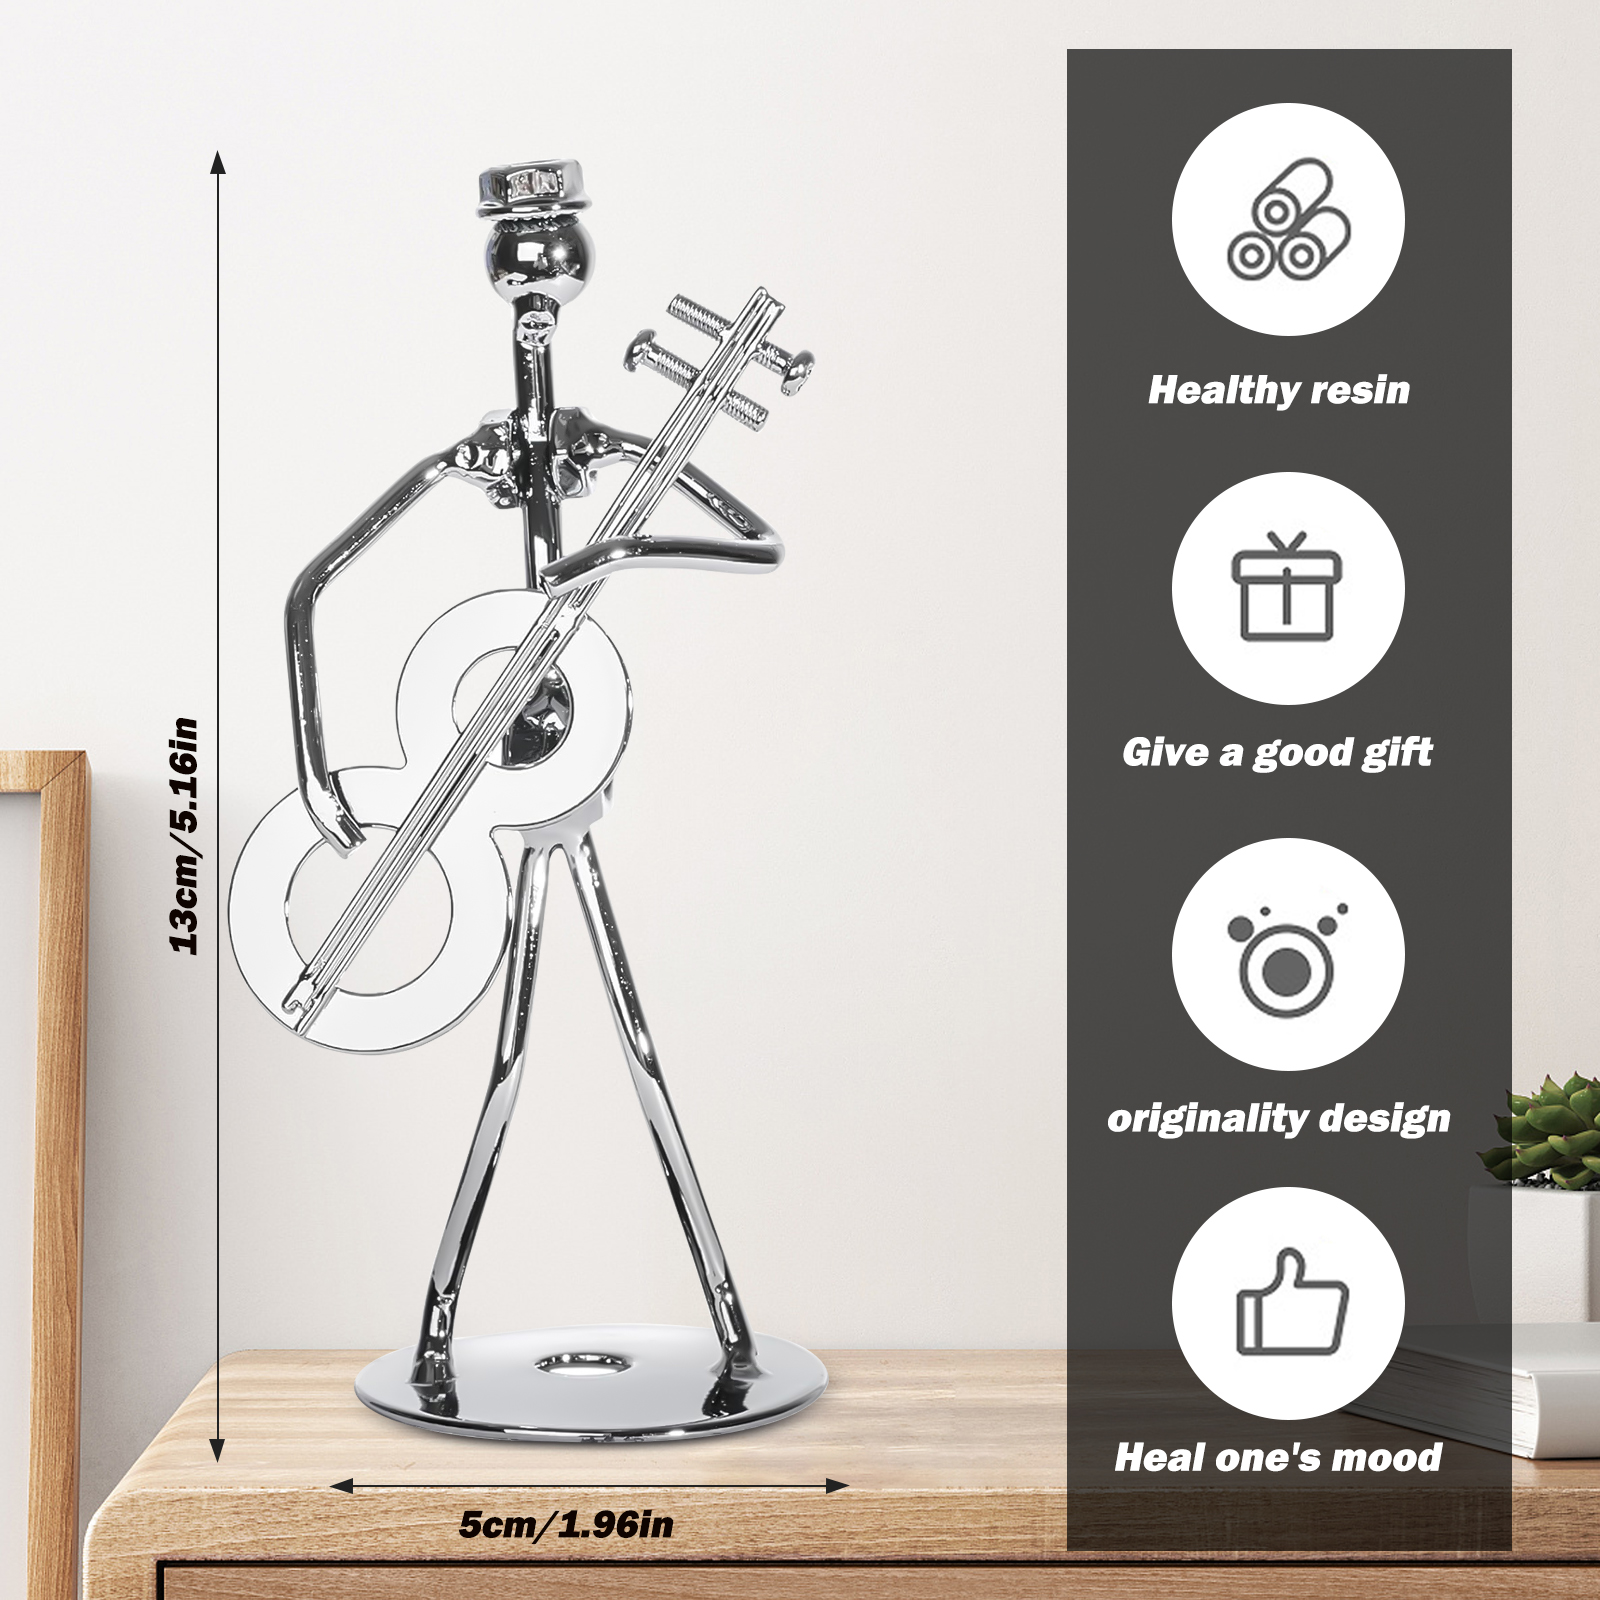 13cm/5.16in
5cm/1.96in
Healthy resin
Give a good gift
originality design
Heal one's mood